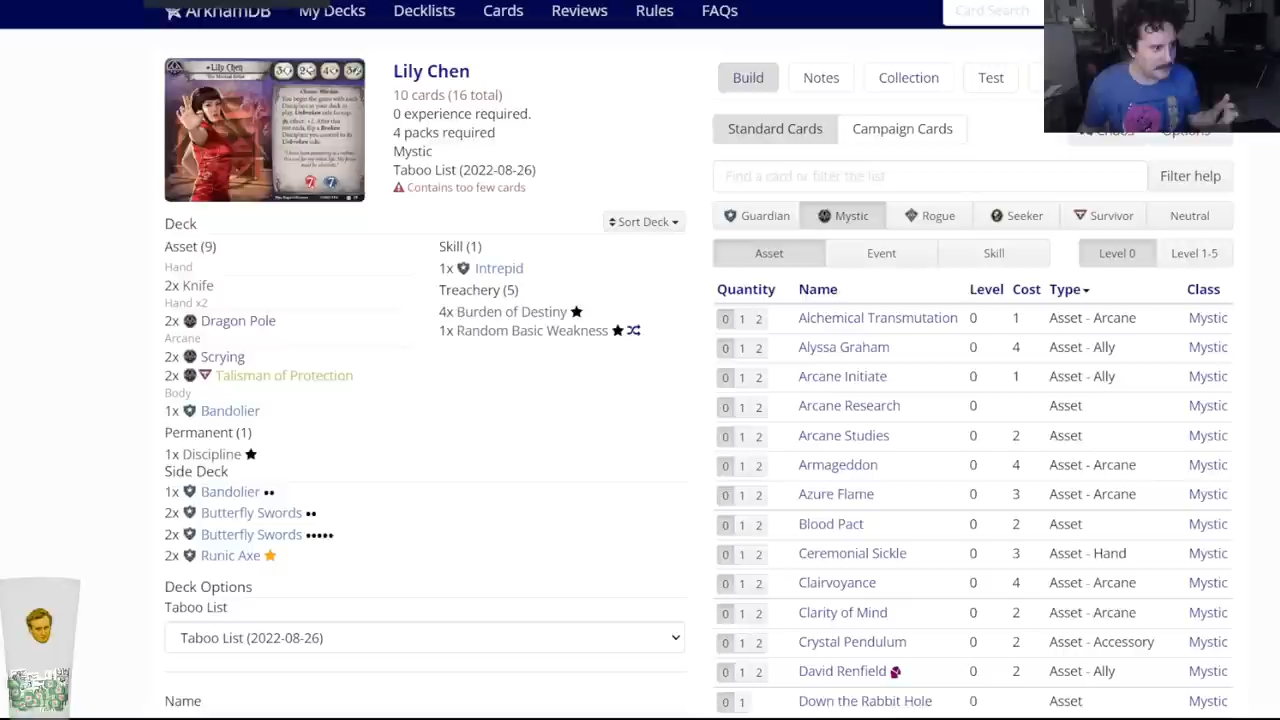 ArkhamDB My Decks Decklists Cards Reviews Rules FAQs Card Search
Lily Chen
Lily Chen
10 cards (16 total)
0 experience required.
4 packs required
Mystic
Taboo List (2022-08-26)
Contains too few cards
Deck
Sort Deck
Asset (9)
Hand
2x Knife
Hand x2
2x Dragon Pole
Arcane
2x Scrying
2x Talisman of Protection
Body
1x Bandolier
Permanent (1)
1x Discipline
Skill (1)
1x Intrepid
Treachery (5)
4x Burden of Destiny
1x Random Basic Weakness
Side Deck
1x Bandolier
2x Butterfly Swords
2x Butterfly Swords
2x Runic Axe
Deck Options
Taboo List
Taboo List (2022-08-26)
Name
Build Notes Collection Test
Standard Cards Campaign Cards
Options
Find a card or filter the list Filter help
Guardian Mystic Rogue Seeker Survivor Neutral
Asset Event Skill Level 0 Level 1-5
Quantity Name Level Cost Type Class
0 1 2 Alchemical Transmutation 0 1 Asset - Arcane Mystic
0 1 2 Alyssa Graham 0 4 Asset - Ally Mystic
0 1 2 Arcane Initiate 0 1 Asset - Ally Mystic
0 1 2 Arcane Research 0 Asset Mystic
0 1 2 Arcane Studies 0 2 Asset Mystic
0 1 2 Armageddon 0 4 Asset - Arcane Mystic
0 1 2 Azure Flame 0 3 Asset - Arcane Mystic
0 1 2 Blood Pact 0 2 Asset Mystic
0 1 2 Ceremonial Sickle 0 3 Asset - Hand Mystic
0 1 2 Clairvoyance 0 4 Asset - Arcane Mystic
0 1 2 Clarity of Mind 0 2 Asset - Arcane Mystic
0 1 2 Crystal Pendulum 0 2 Asset - Accessory Mystic
0 1 2 David Renfield 0 2 Asset - Ally Mystic
0 1 Down the Rabbit Hole 0 Asset Mystic